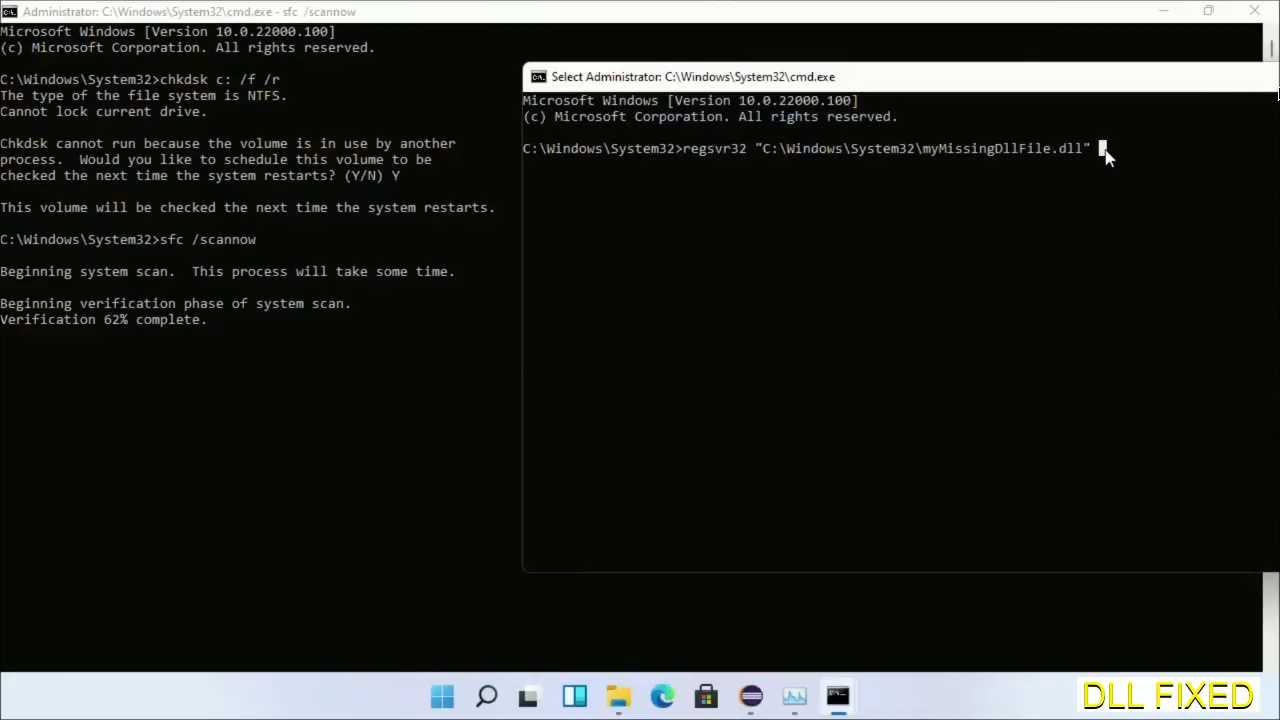 Administrator: C:\Windows\System32\cmd.exe - sfc /scannow
Microsoft Windows [Version 10.0.22000.100]
(c) Microsoft Corporation. All rights reserved.
C:\Windows\System32>chkdsk c: /f /r
The type of the file system is NTFS.
Cannot lock current drive.
Chkdsk cannot run because the volume is in use by another
process.  Would you like to schedule this volume to be
checked the next time the system restarts? (Y/N) Y
This volume will be checked the next time the system restarts.
C:\Windows\System32>sfc /scannow
Beginning system scan.  This process will take some time.
Beginning verification phase of system scan.
Verification 62% complete.
Select Administrator: C:\Windows\System32\cmd.exe
Microsoft Windows [Version 10.0.22000.100]
(c) Microsoft Corporation. All rights reserved.
C:\Windows\System32>regsvr32 "C:\Windows\System32\myMissingDllFile.dll"
DLL FIXED